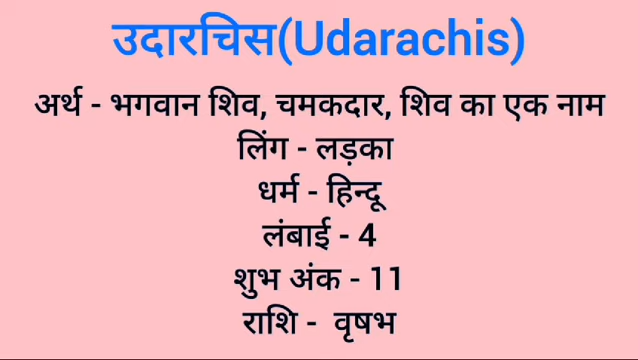 उदारचिस(Udarachis)
अर्थ - भगवान शिव, चमकदार, शिव का एक नाम
लिंग - लड़का
धर्म - हिन्दू
लंबाई - 4
शुभ अंक - 11
राशि - वृषभ